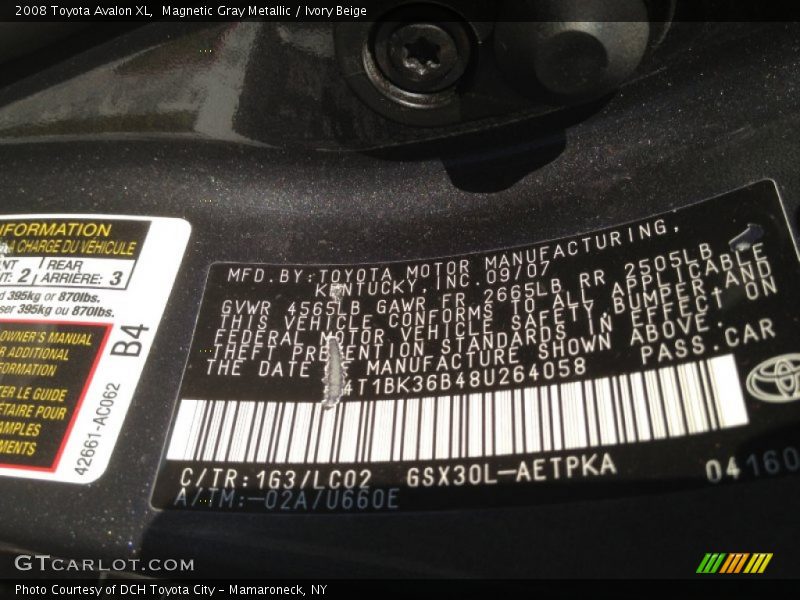 2008 Toyota Avalon XL, Magnetic Gray Metallic / Ivory Beige
INFORMATION
LA CHARGE DU VÉHICULE
2
REAR
ARRIÈRE: 3
395kg or 870lbs.
395kg ou 870lbs.
OWNER'S MANUAL
ADDITIONAL
LE GUIDE
POUR
B4
42661-AC062
MFD.BY:TOYOTA MOTOR MANUFACTURING,
KENTUCKY,INC.09/07
GVWR 4565LB GAWR FR 2665LB RR 2505LB
THIS VEHICLE CONFORMS TO ALL APPLICABLE
FEDERAL MOTOR VEHICLE SAFETY,BUMPER,AND
THEFT PREVENTION STANDARDS IN EFFECT ON
THE DATE MANUFACTURE SHOWN ABOVE.
4T1BK36B48U264058 PASS.CAR
C/TR:1G3/LC02 GSX30L-AETPKA
A/TM:-02A/U660E 04160
GTCARLOT.COM
Photo Courtesy of DCH Toyota City - Mamaroneck, NY